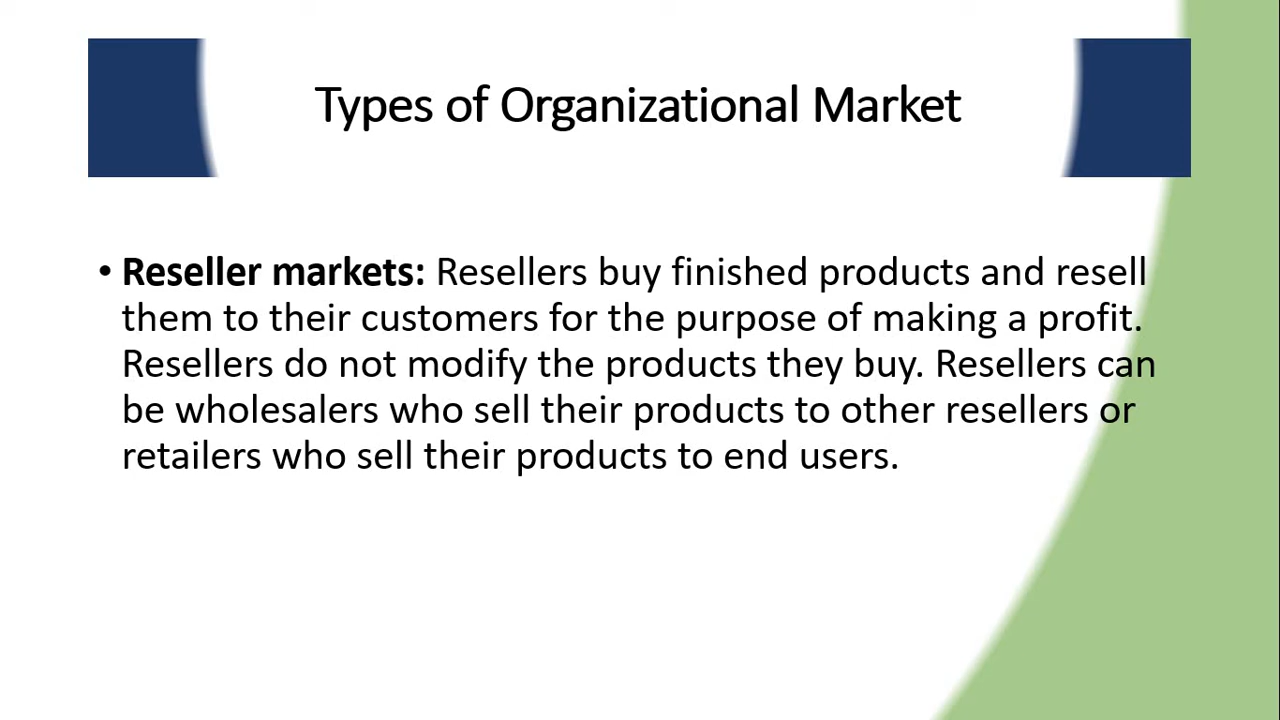 Types of Organizational Market
• Reseller markets: Resellers buy finished products and resell
them to their customers for the purpose of making a profit.
Resellers do not modify the products they buy. Resellers can
be wholesalers who sell their products to other resellers or
retailers who sell their products to end users.